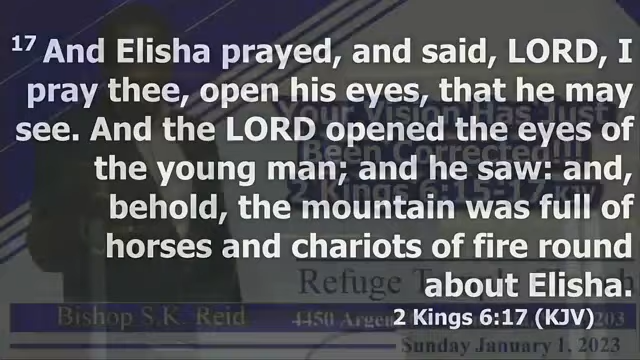 17 And Elisha prayed, and said, LORD, I
pray thee, open his eyes, that he may
see. And the LORD opened the eyes of
the young man; and he saw: and,
behold, the mountain was full of
horses and chariots of fire round
about Elisha.
2 Kings 6:17 (KJV)
Your Vision Has Just
Been Corrected!!!
2 Kings 6:15-17 KJV
Refuge
Bishop S.K. Reid
4450
203
Sunday January 1, 2023